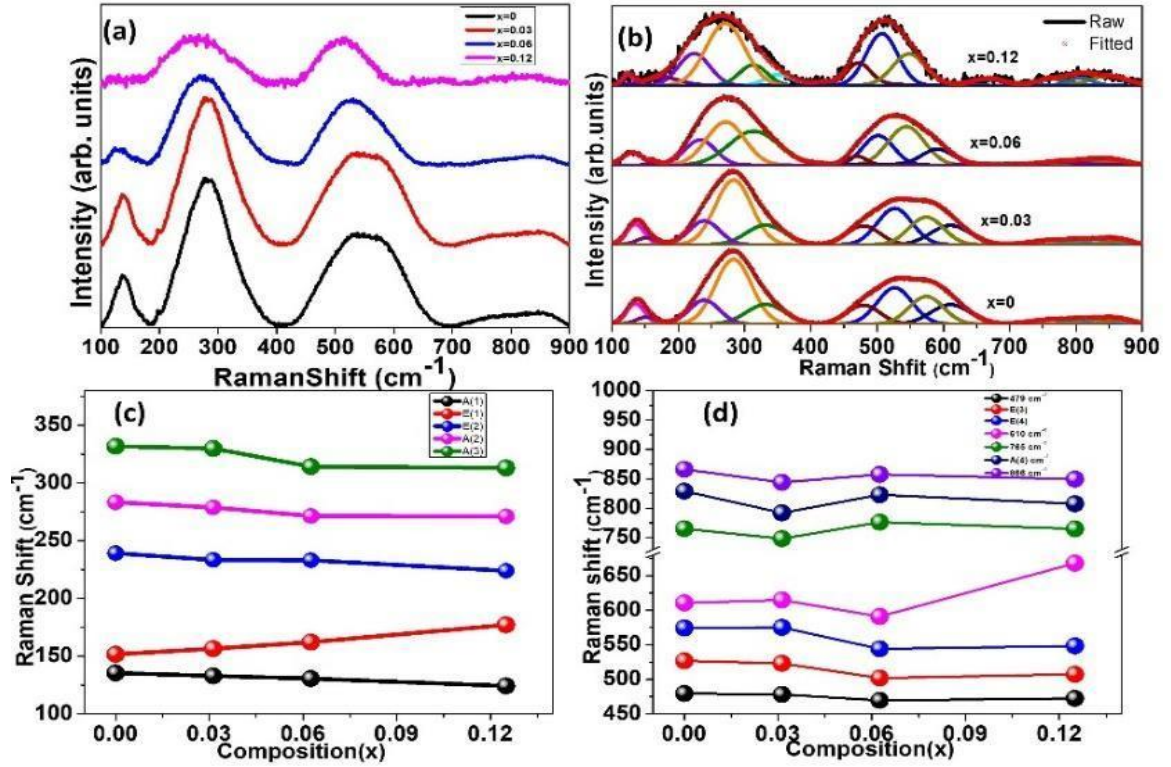 (a)
x=0
x=0.03
x=0.06
x=0.12
Intensity (arb. units)
100 200 300 400 500 600 700 800 900
RamanShift (cm⁻¹)
(b)
Raw
Fitted
x=0.12
x=0.06
x=0.03
x=0
Intensity (arb.units)
100 200 300 400 500 600 700 800 900
Raman Shfit (cm⁻¹)
(c)
A(1)
E(1)
E(2)
A(2)
A(3)
350
300
250
200
150
100
Raman Shift (cm⁻¹)
0.00 0.03 0.06 0.09 0.12
Composition(x)
(d)
479 cm⁻¹
E(3)
E(4)
610 cm⁻¹
765 cm⁻¹
A(4) cm⁻¹
866 cm⁻¹
1000
950
900
850
800
750
650
600
550
500
450
Raman shift (cm⁻¹)
0.00 0.03 0.06 0.09 0.12
Composition(x)